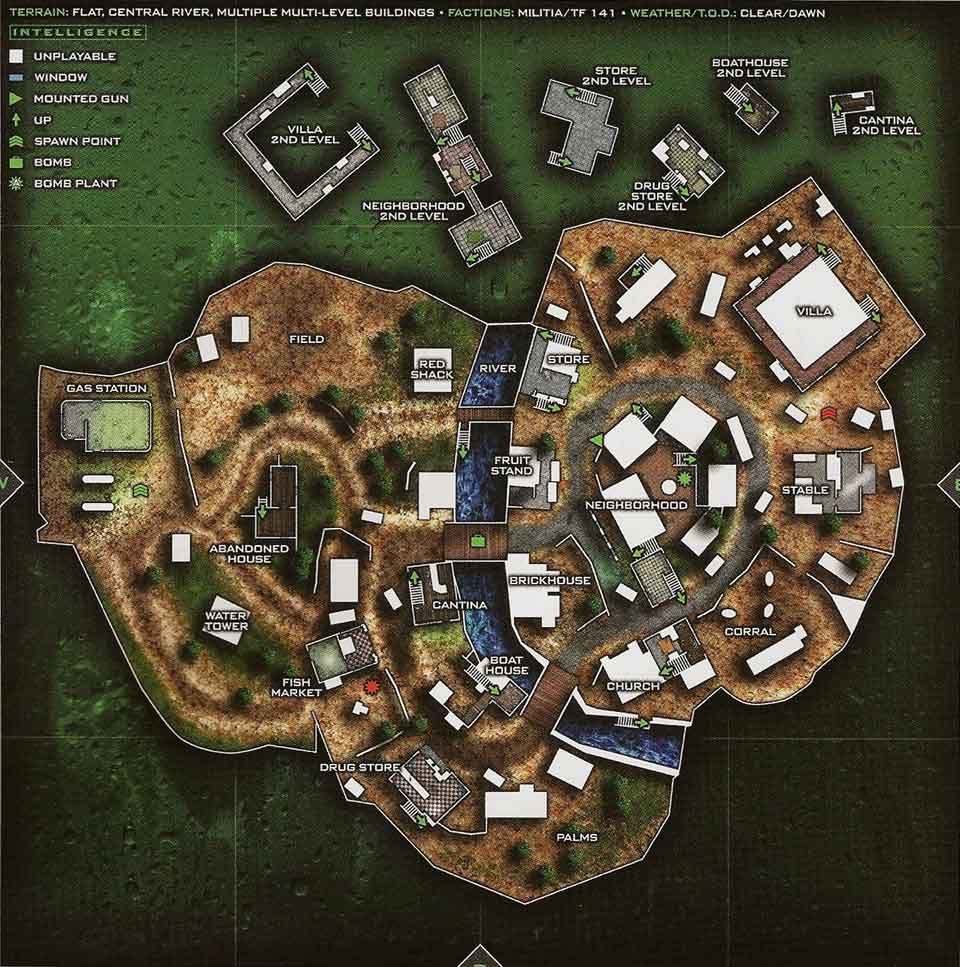 TERRAIN: FLAT, CENTRAL RIVER, MULTIPLE MULTI-LEVEL BUILDINGS • FACTIONS: MILITIA/TF 141 • WEATHER/T.O.D.: CLEAR/DAWN
INTELLIGENCE
UNPLAYABLE
WINDOW
MOUNTED GUN
UP
SPAWN POINT
BOMB
BOMB PLANT
VILLA
2ND LEVEL
NEIGHBORHOOD
2ND LEVEL
STORE
2ND LEVEL
DRUG
STORE
2ND LEVEL
BOATHOUSE
2ND LEVEL
CANTINA
2ND LEVEL
FIELD
VILLA
RED
SHACK
RIVER
STORE
GAS STATION
FRUIT
STAND
NEIGHBORHOOD
STABLE
ABANDONED
HOUSE
BRICKHOUSE
CANTINA
WATER
TOWER
CORRAL
BOAT
HOUSE
FISH
MARKET
CHURCH
DRUG STORE
PALMS